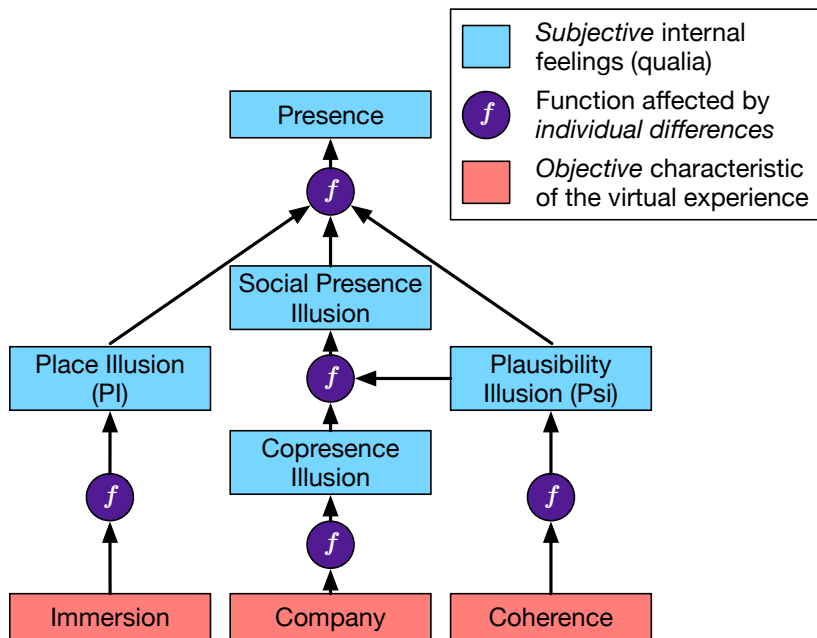 Subjective internal
feelings (qualia)
f
Function affected by
individual differences
Objective characteristic
of the virtual experience
Presence
f
Social Presence
Illusion
Place Illusion
(PI)
f
Plausibility
Illusion (Psi)
Copresence
Illusion
f
f
f
Immersion
Company
Coherence